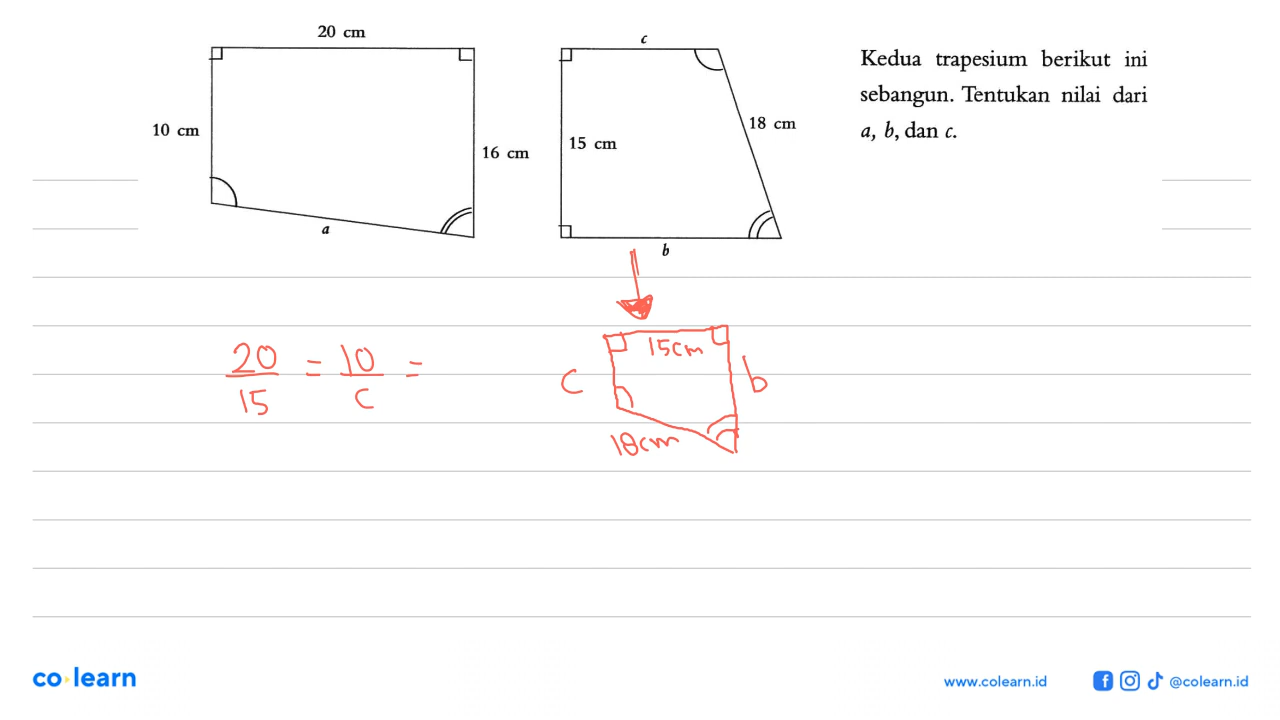 20 cm
10 cm
16 cm
a
c
15 cm
18 cm
b
Kedua trapesium berikut ini
sebangun. Tentukan nilai dari
a, b, dan c.
20/15 = 10/c =
15cm
c
b
18cm
co learn
www.colearn.id
@colearn.id